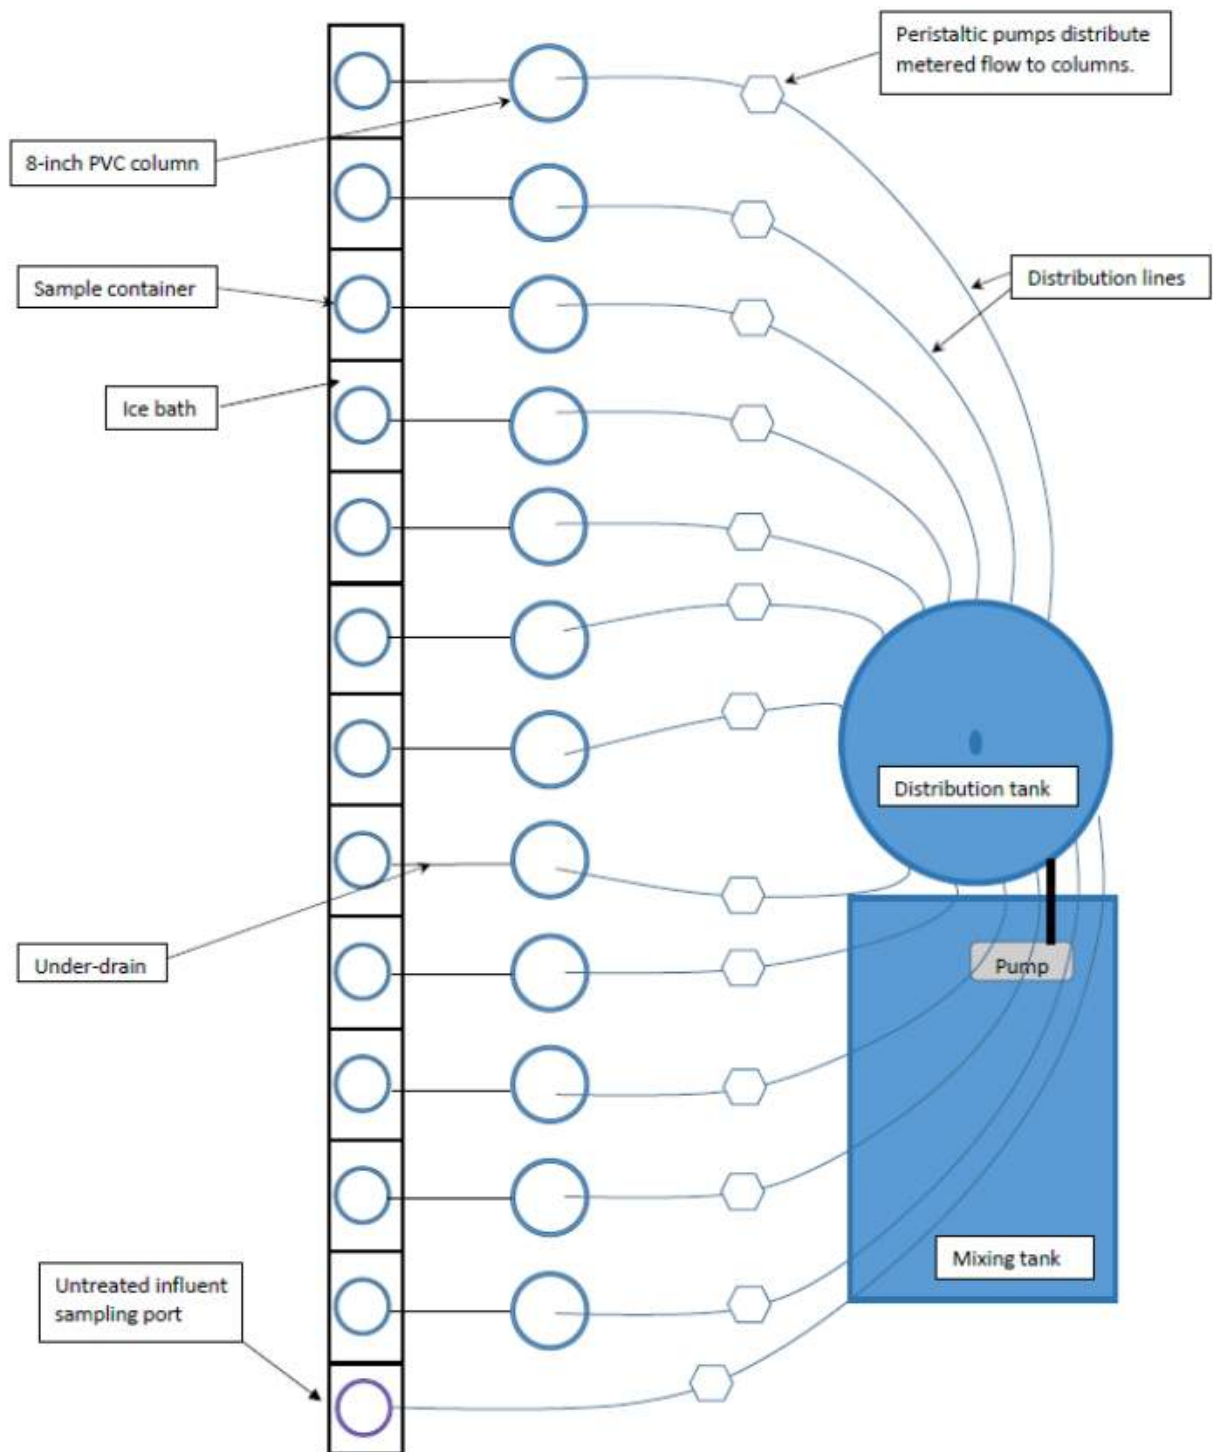 Peristaltic pumps distribute
metered flow to columns.
8-inch PVC column
Distribution lines
Sample container
Ice bath
Distribution tank
Under-drain
Pump
Mixing tank
Untreated influent
sampling port